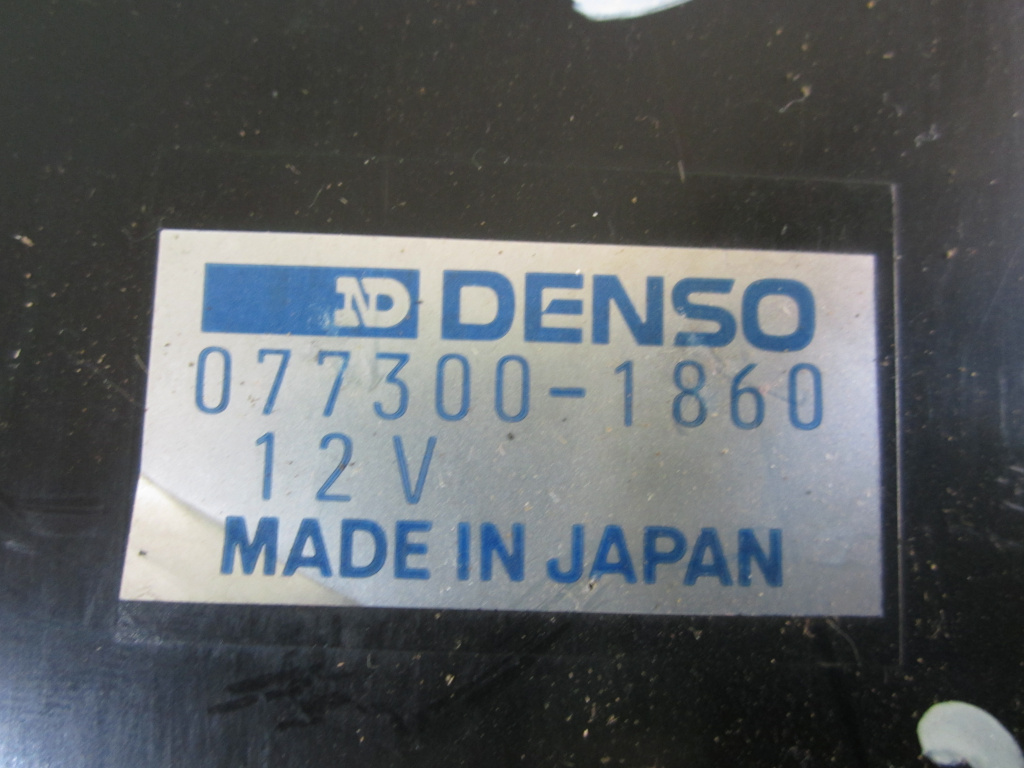 ND DENSO
077300-1860
12V
MADE IN JAPAN